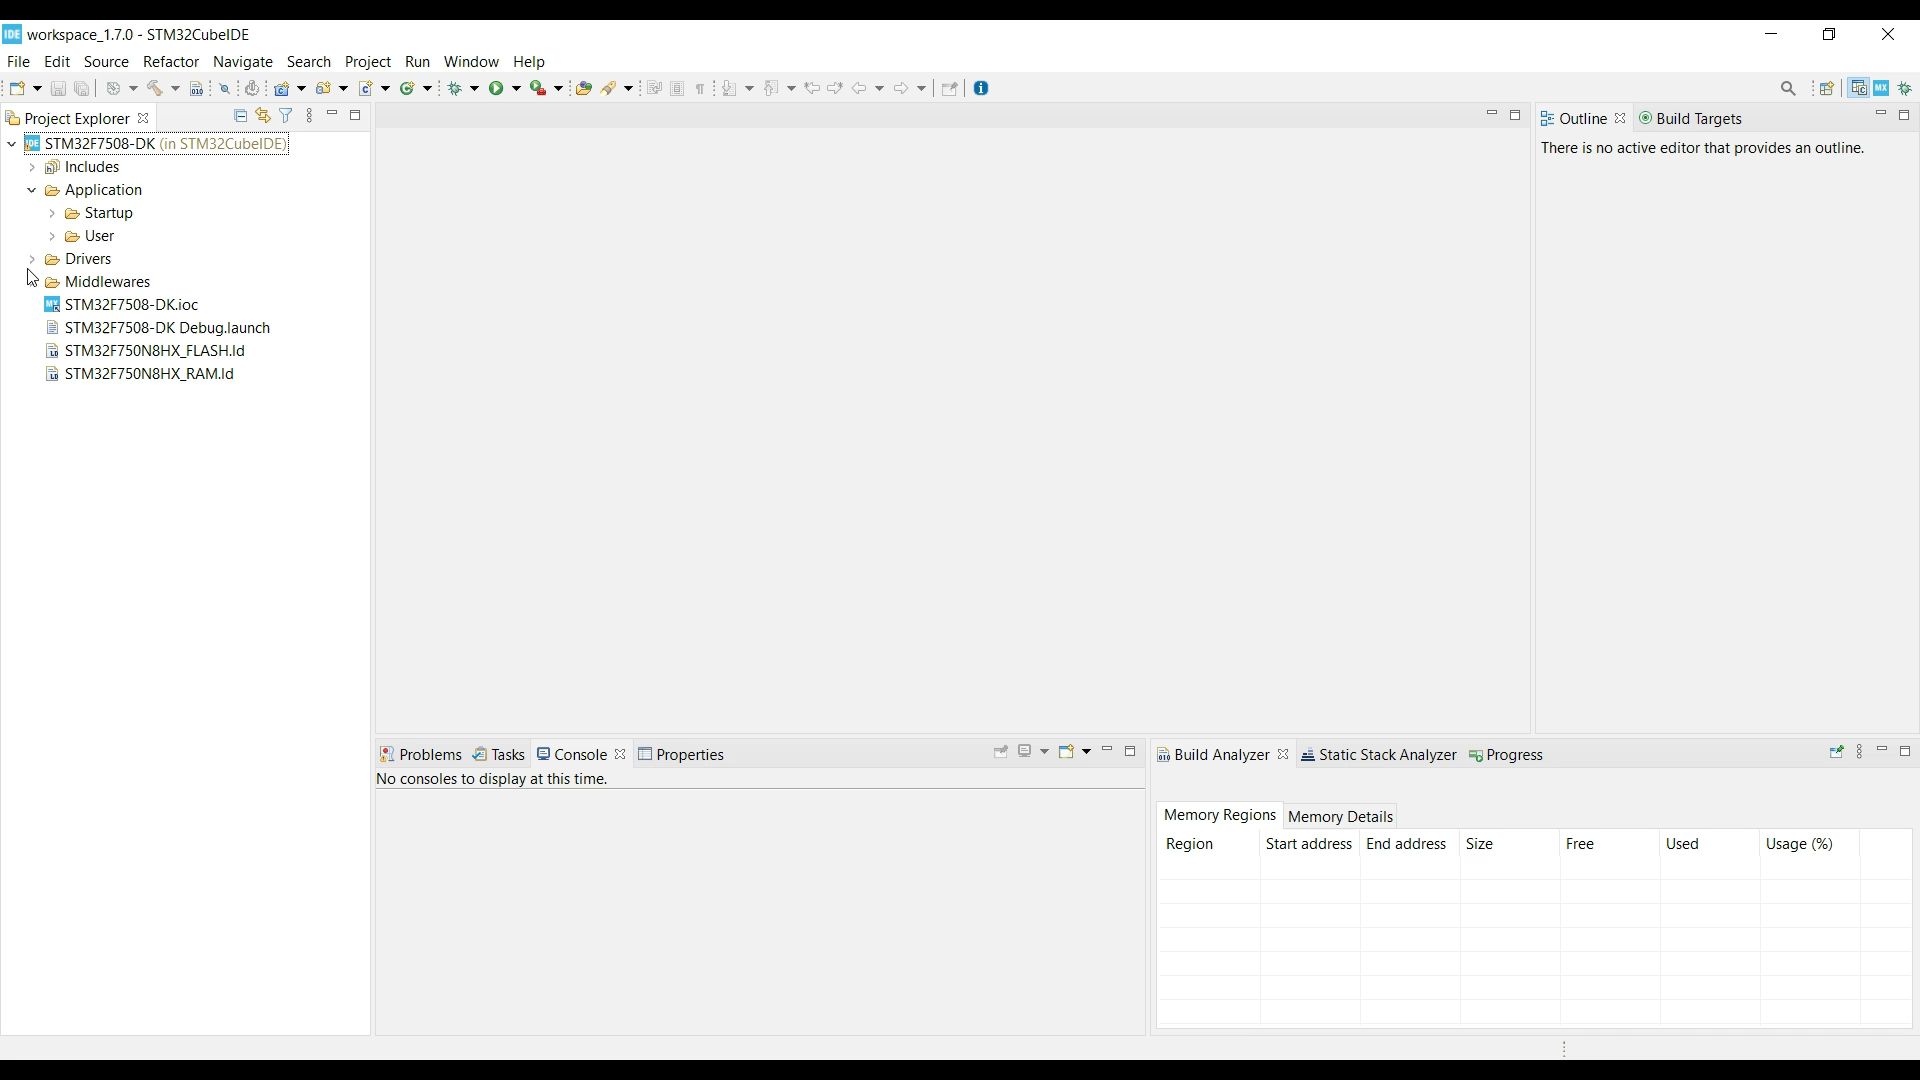 workspace_1.7.0 - STM32CubeIDE
File Edit Source Refactor Navigate Search Project Run Window Help
Project Explorer
STM32F7508-DK (in STM32CubeIDE)
Includes
Application
Startup
User
Drivers
Middlewares
STM32F7508-DK.ioc
STM32F7508-DK Debug.launch
STM32F750N8HX_FLASH.ld
STM32F750N8HX_RAM.ld
Outline Build Targets
There is no active editor that provides an outline.
Problems Tasks Console Properties
No consoles to display at this time.
Build Analyzer Static Stack Analyzer Progress
Memory Regions Memory Details
Region Start address End address Size Free Used Usage (%)